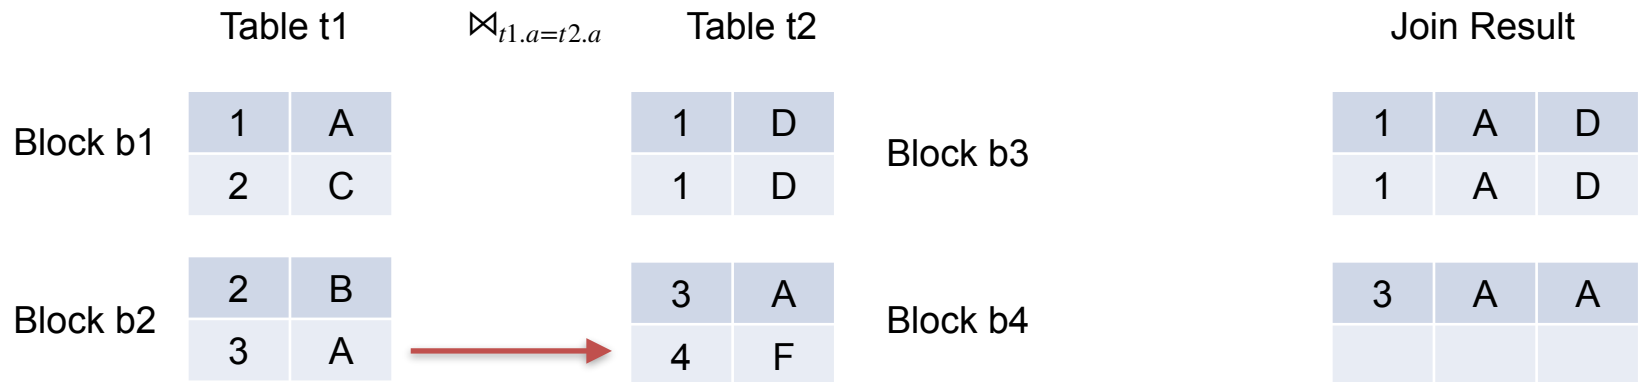 Table t1 ⋈t1.a=t2.a Table t2 Join Result
Block b1
1 A
2 C
1 D
1 D
Block b3
1 A D
1 A D
Block b2
2 B
3 A
3 A
4 F
Block b4
3 A A